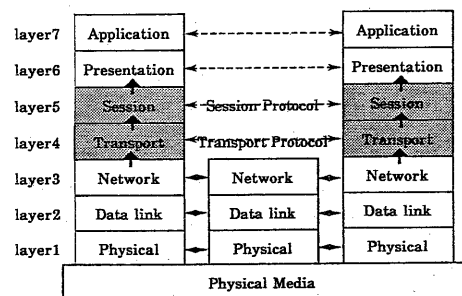 layer7 Application Application
layer6 Presentation Presentation
layer5 Session Session Protocol Session
layer4 Transport Transport Protocol Transport
layer3 Network Network Network
layer2 Data link Data link Data link
layer1 Physical Physical Physical
Physical Media